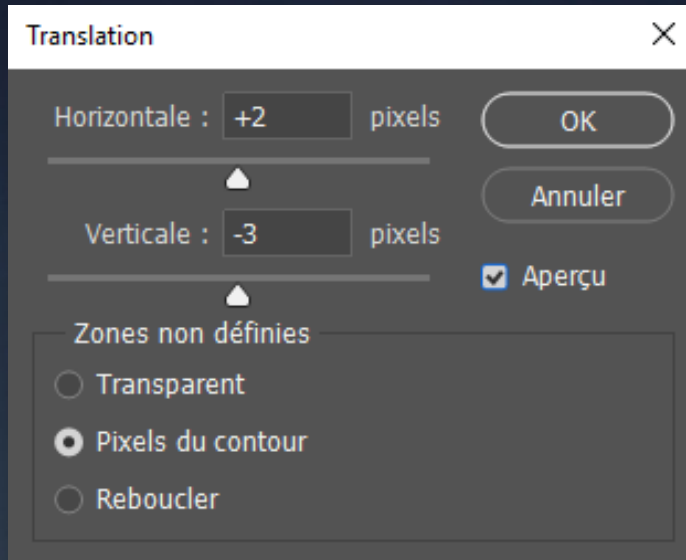 Translation
Horizontale : +2 pixels
OK
Annuler
Verticale : -3 pixels
Aperçu
Zones non définies
Transparent
Pixels du contour
Reboucler